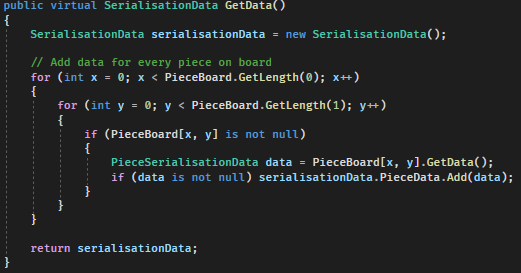 public virtual SerialisationData GetData()
{
    SerialisationData serialisationData = new SerialisationData();

    // Add data for every piece on board
    for (int x = 0; x < PieceBoard.GetLength(0); x++)
    {
        for (int y = 0; y < PieceBoard.GetLength(1); y++)
        {
            if (PieceBoard[x, y] is not null)
            {
                PieceSerialisationData data = PieceBoard[x, y].GetData();
                if (data is not null) serialisationData.PieceData.Add(data);
            }
        }
    }

    return serialisationData;
}